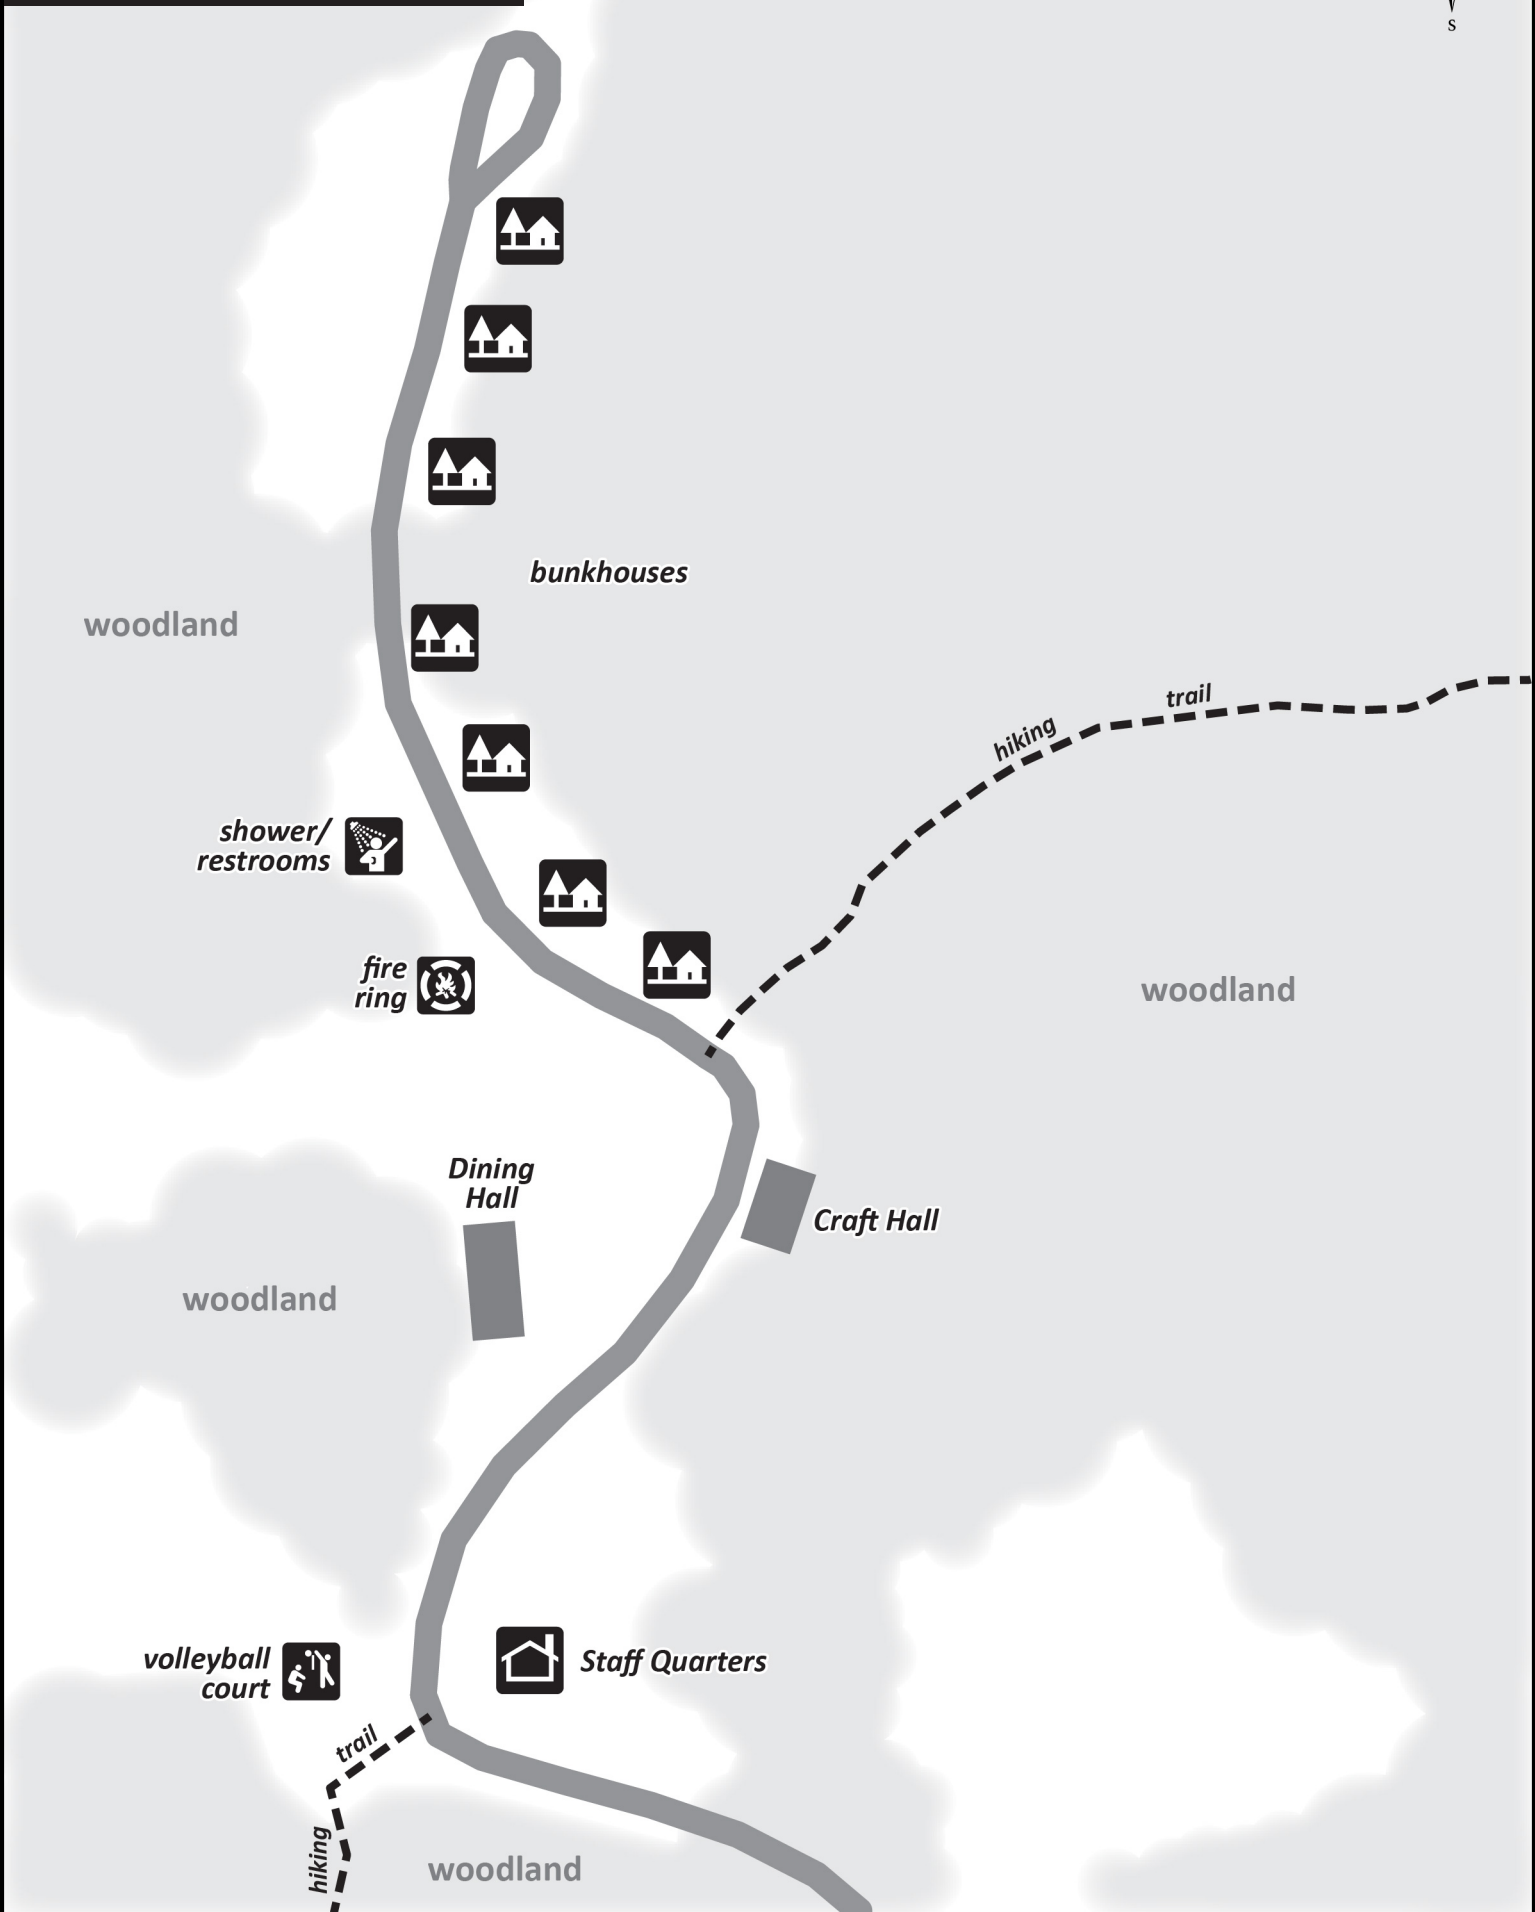 S
bunkhouses
woodland
trail
hiking
shower/
restrooms
fire
ring
woodland
Dining
Hall
Craft Hall
woodland
volleyball
court
Staff Quarters
trail
hiking
woodland